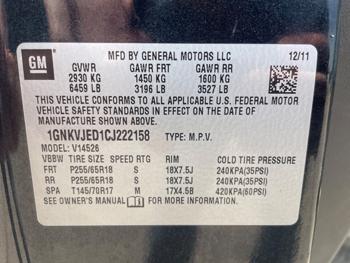 GM
MFD BY GENERAL MOTORS LLC 12/11
GVWR GAWR FRT GAWR RR
2930 KG 1450 KG 1600 KG
6459 LB 3196 LB 3527 LB
THIS VEHICLE CONFORMS TO ALL APPLICABLE U.S. FEDERAL MOTOR
VEHICLE SAFETY STANDARDS IN EFFECT ON THE DATE OF
MANUFACTURE SHOWN ABOVE.
1GNKVJED1CJ222158 TYPE: M.P.V.
MODEL: V14526
VBBW TIRE SIZE SPEED RTG RIM COLD TIRE PRESSURE
FRT P255/65R18 S 18X7.5J 240KPA(35PSI)
RR P255/65R18 S 18X7.5J 240KPA(35PSI)
SPA T145/70R17 M 17X4.5B 420KPA(60PSI)
SEE OWNER'S MANUAL FOR ADDITIONAL INFORMATION.